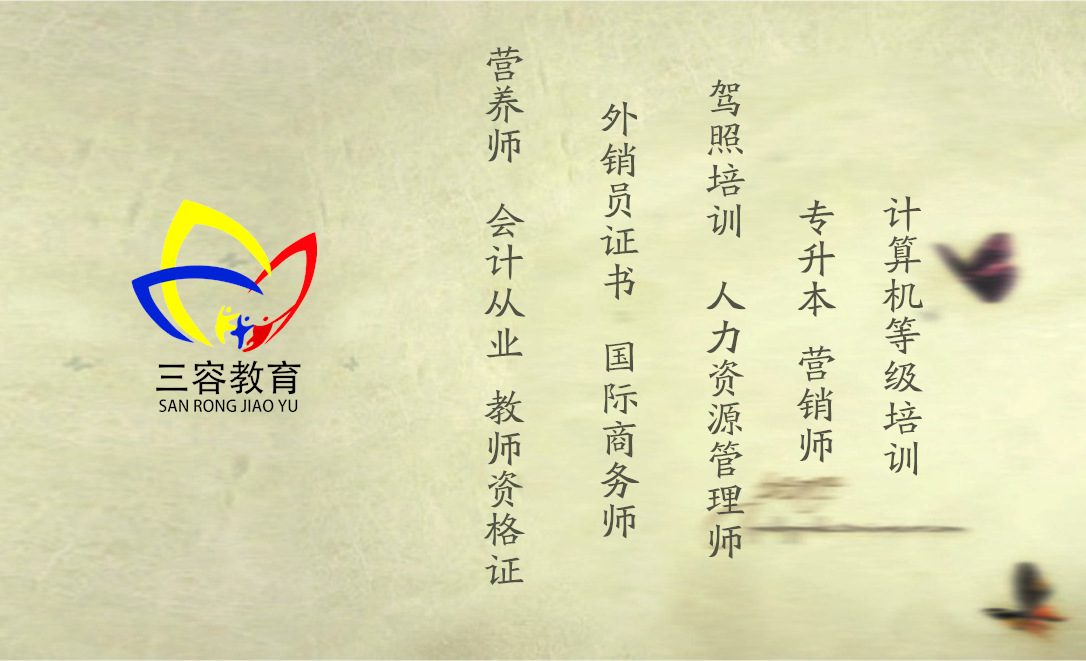 计算机等级培训
专升本 营销师
驾照培训 人力资源管理师
外销员证书 国际商务师
营养师 会计从业 教师资格证
三容教育
SAN RONG JIAO YU